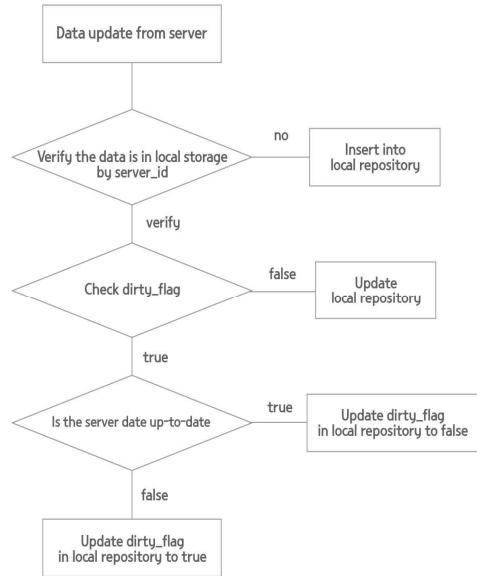 Data update from server
no
Verify the data is in local storage
by server_id
Insert into
local repository
verify
Check dirty_flag
false
Update
local repository
true
Is the server date up-to-date
true
Update dirty_flag
in local repository to false
false
Update dirty_flag
in local repository to true